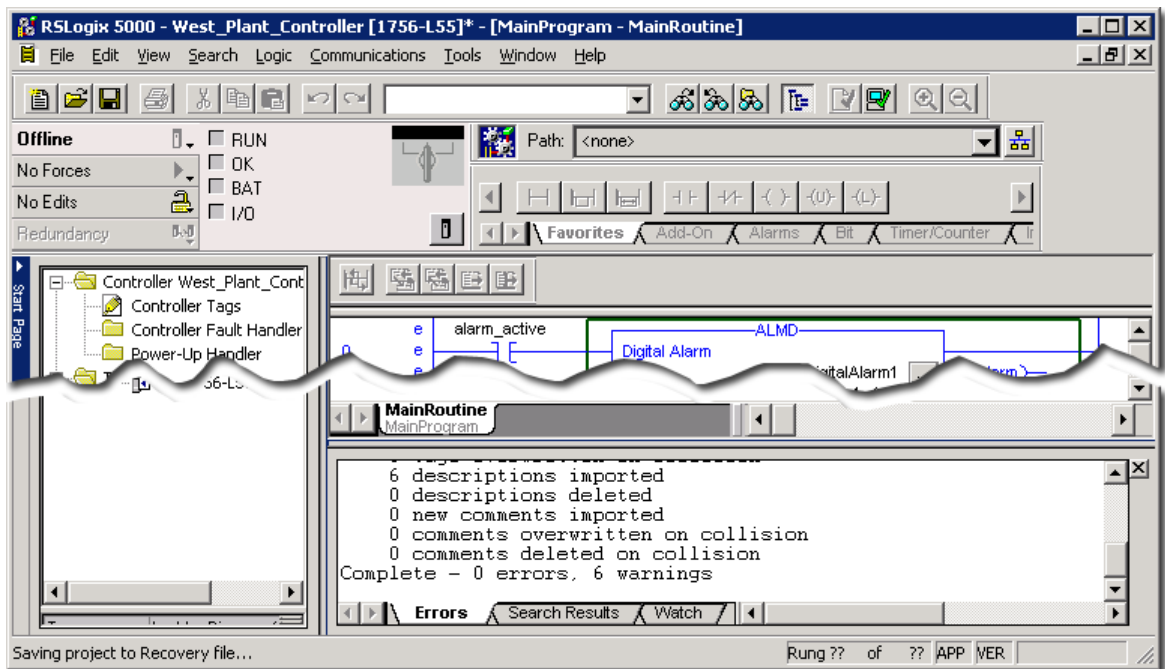 RSLogix 5000 - West_Plant_Controller [1756-L55]* - [MainProgram - MainRoutine]
File Edit View Search Logic Communications Tools Window Help
Offline
RUN
No Forces
OK
No Edits
BAT
Redundancy
I/O
Path: <none>
Favorites Add-On Alarms Bit Timer/Counter
Start Page
Controller West_Plant_Cont
Controller Tags
Controller Fault Handler
Power-Up Handler
e alarm_active ALMD
0 e Digital Alarm
e
MainRoutine
MainProgram
6 descriptions imported
0 descriptions deleted
0 new comments imported
0 comments overwritten on collision
0 comments deleted on collision
Complete - 0 errors, 6 warnings
Errors Search Results Watch
Saving project to Recovery file...
Rung ?? of ?? APP VER